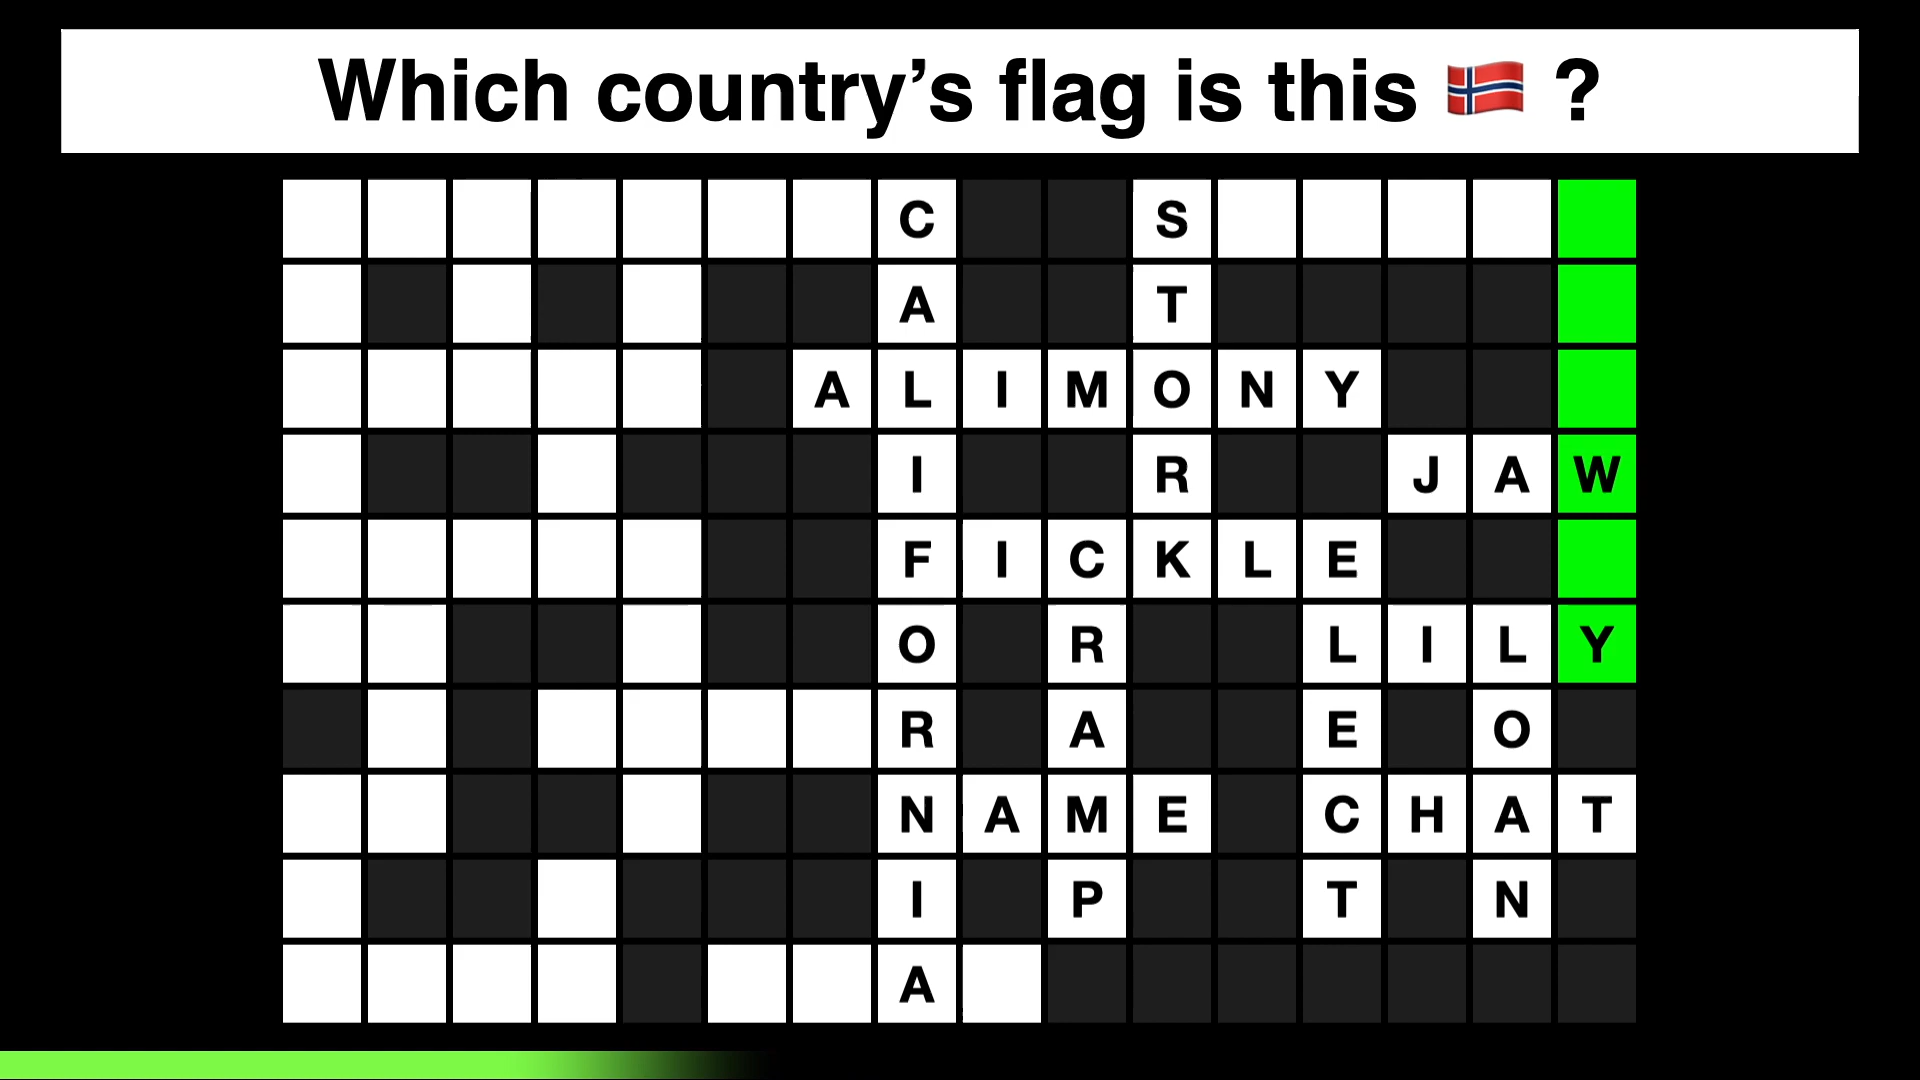 Which country’s flag is this 🇳🇴 ?
C S
A T
A L I M O N Y
I R J A W
F I C K L E
O R L I L Y
R A E O
N A M E C H A T
I P T N
A